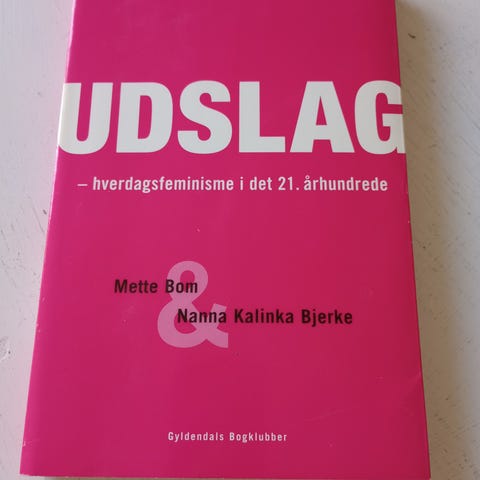 UDSLAG
– hverdagsfeminisme i det 21. århundrede
Mette Bom
&
Nanna Kalinka Bjerke
Gyldendals Bogklubber